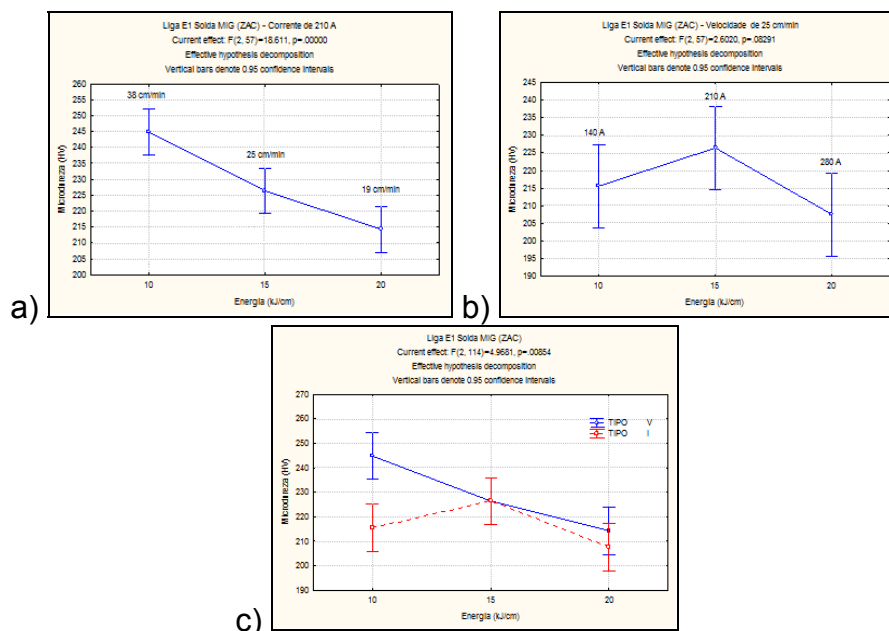 Liga E1 Solda MIG (ZAC) - Corrente de 210 A
Current effect: F(2, 57)=18.611, p=.00000
Effective hypothesis decomposition
Vertical bars denote 0.95 confidence intervals
260
255
250
245
240
235
230
225
220
215
210
205
200
Microdureza (HV)
38 cm/min
25 cm/min
19 cm/min
10 15 20
Energia (kJ/cm)
a)
Liga E1 Solda MIG (ZAC) - Velocidade de 25 cm/min
Current effect: F(2, 57)=2.6020, p=.08291
Effective hypothesis decomposition
Vertical bars denote 0.95 confidence intervals
245
240
235
230
225
220
215
210
205
200
195
190
Microdureza (HV)
140 A
210 A
280 A
10 15 20
Energia (kJ/cm)
b)
Liga E1 Solda MIG (ZAC)
Current effect: F(2, 114)=4.9681, p=.00854
Effective hypothesis decomposition
Vertical bars denote 0.95 confidence intervals
270
260
250
240
230
220
210
200
190
Microdureza (HV)
TIPO V
TIPO I
10 15 20
Energia (kJ/cm)
c)